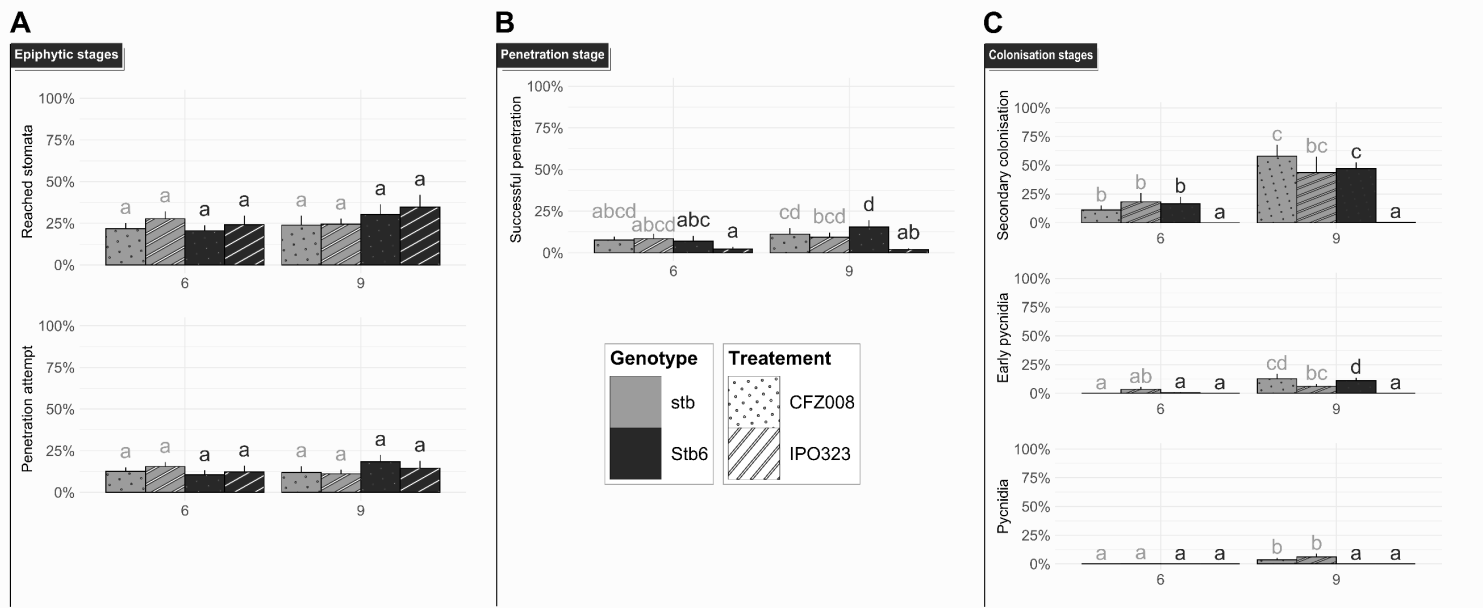 A
Epiphytic stages
Reached stomata
100%
75%
50%
25%
0%
a a a a a a a a
6 9
Penetration attempt
100%
75%
50%
25%
0%
a a a a a a a a
6 9
B
Penetration stage
Successful penetration
100%
75%
50%
25%
0%
abcd abcd abc a cd bcd d ab
6 9
Genotype
stb
Stb6
Treatement
CFZ008
IPO323
C
Colonisation stages
Secondary colonisation
100%
75%
50%
25%
0%
b b b a c bc c a
6 9
Early pycnidia
100%
75%
50%
25%
0%
a ab a a cd bc d a
6 9
Pycnidia
100%
75%
50%
25%
0%
a a a a b b a a
6 9